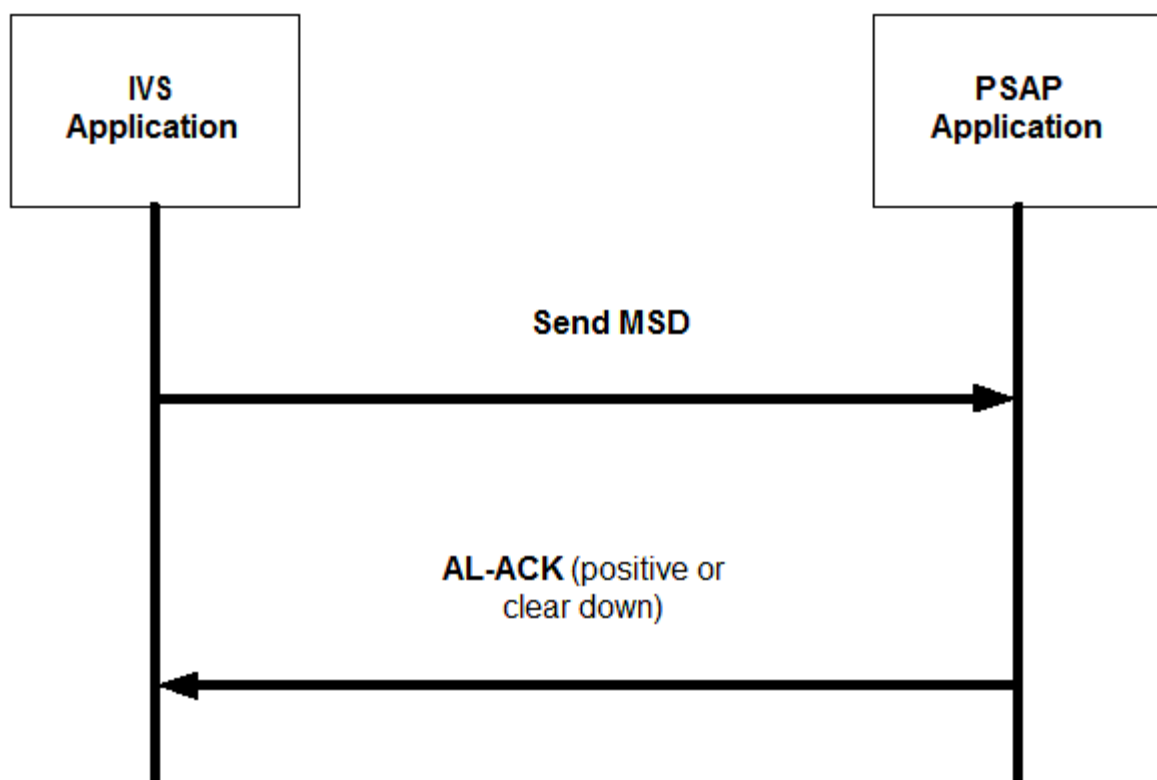 IVS
Application
PSAP
Application
Send MSD
AL-ACK (positive or
clear down)